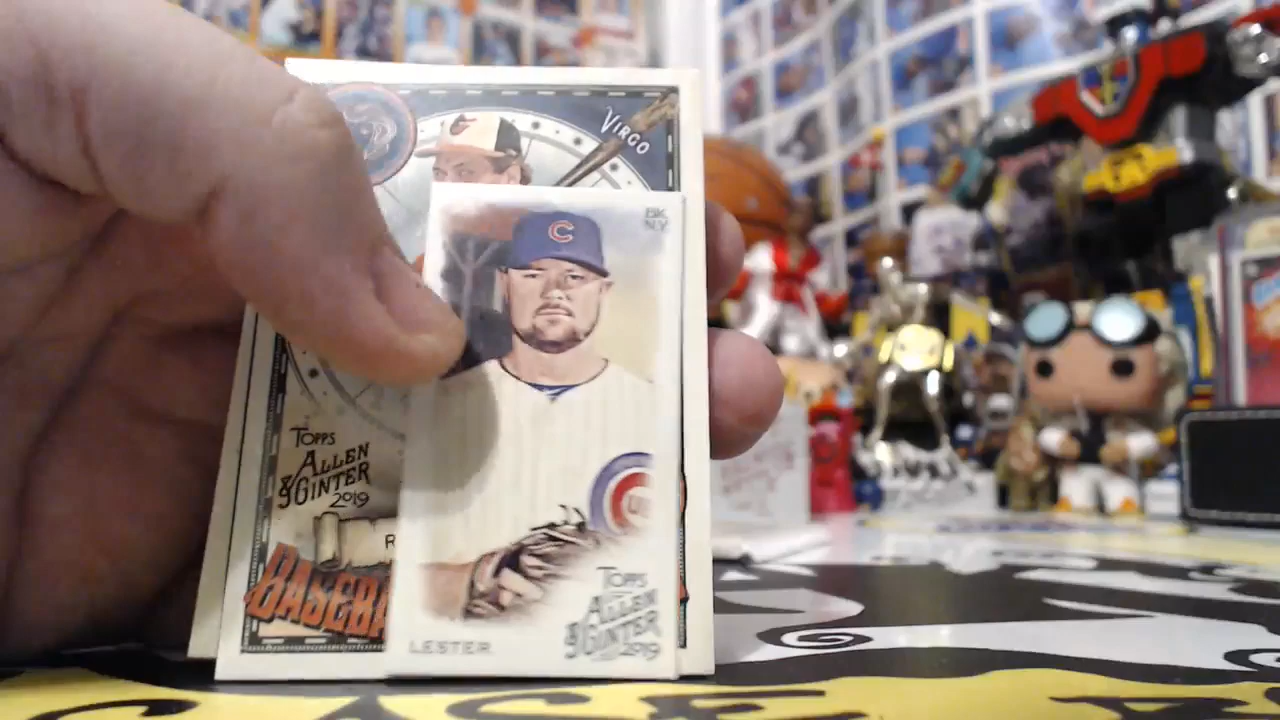 VIRGO
BK
NY
C
TOPPS
ALLEN
& GINTER
2019
BASEBA
LESTER
TOPPS
ALLEN
& GINTER
2019